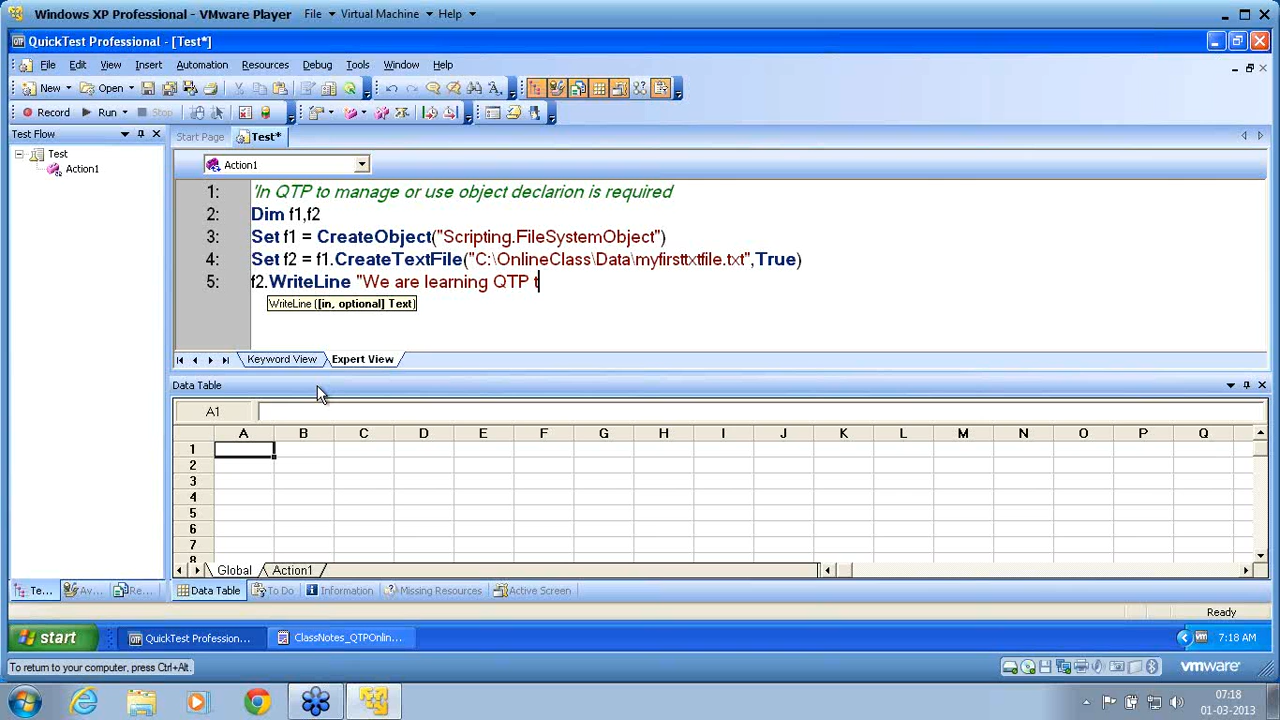 Windows XP Professional - VMware Player File Virtual Machine Help
QuickTest Professional - [Test*]
File Edit View Insert Automation Resources Debug Tools Window Help
New Open
Record Run Stop
Test Flow
Start Page Test*
Test
Action1
Action1
1: 'In QTP to manage or use object declarion is required
2: Dim f1,f2
3: Set f1 = CreateObject("Scripting.FileSystemObject")
4: Set f2 = f1.CreateTextFile("C:\OnlineClass\Data\myfirsttxtfile.txt",True)
5: f2.WriteLine "We are learning QTP t
WriteLine ([in, optional] Text)
Keyword View Expert View
Data Table
A1
A B C D E F G H I J K L M N O P Q
1
2
3
4
5
6
7
8
Global Action1
Te... Av... Re... Data Table To Do Information Missing Resources Active Screen
Ready
start QuickTest Profession... ClassNotes_QTPOnlin... 7:18 AM
To return to your computer, press Ctrl+Alt. vmware
07:18
01-03-2013